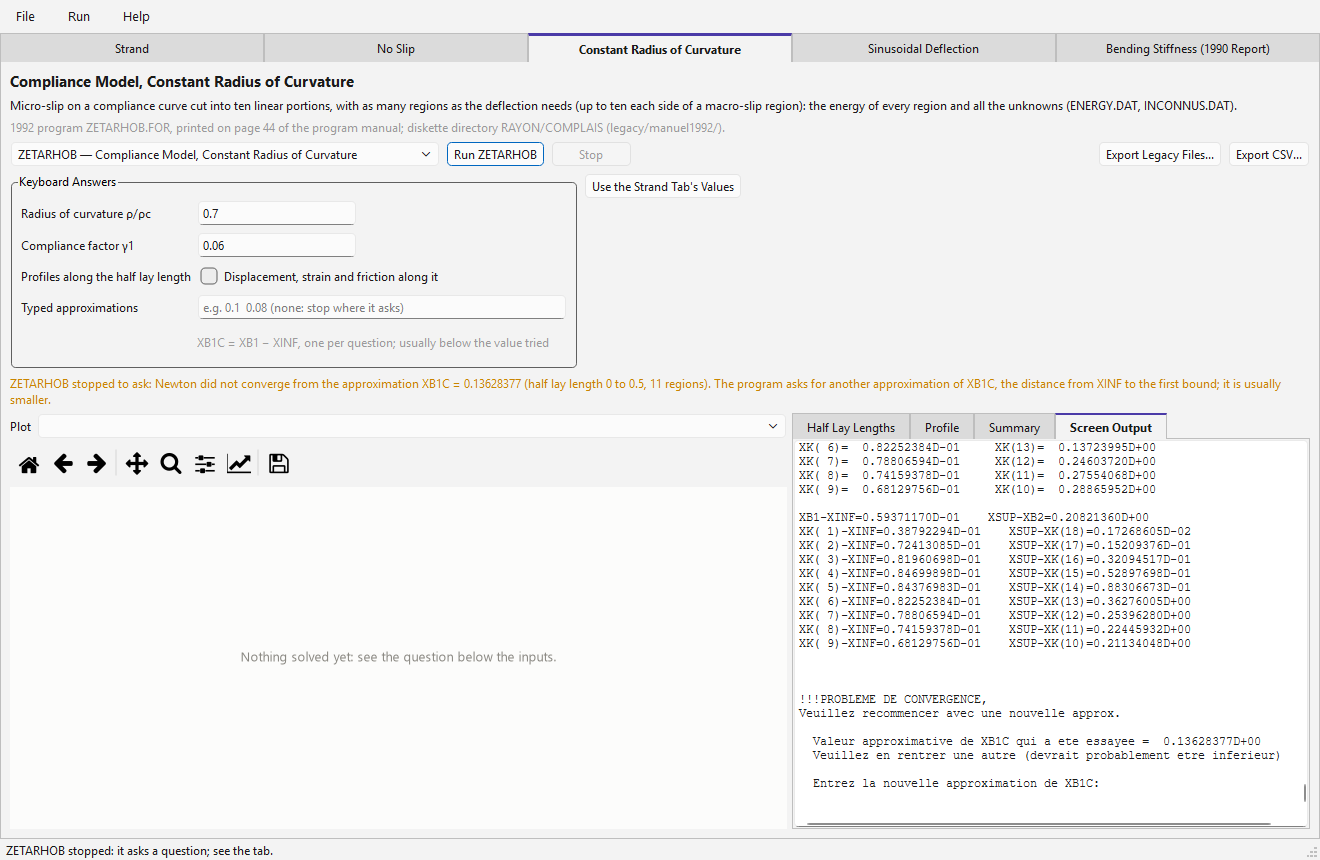 File Run Help
Strand No Slip Constant Radius of Curvature Sinusoidal Deflection Bending Stiffness (1990 Report)
Compliance Model, Constant Radius of Curvature
Micro-slip on a compliance curve cut into ten linear portions, with as many regions as the deflection needs (up to ten each side of a macro-slip region): the energy of every region and all the unknowns (ENERGY.DAT, INCONNUS.DAT).
1992 program ZETARHOB.FOR, printed on page 44 of the program manual; diskette directory RAYON/COMPLAIS (legacy/manuel1992/).
ZETARHOB — Compliance Model, Constant Radius of Curvature Run ZETARHOB Stop Export Legacy Files... Export CSV...
Keyboard Answers
Use the Strand Tab's Values
Radius of curvature ρ/ρc 0.7
Compliance factor γ1 0.06
Profiles along the half lay length Displacement, strain and friction along it
Typed approximations e.g. 0.1 0.08 (none: stop where it asks)
XB1C = XB1 − XINF, one per question; usually below the value tried
ZETARHOB stopped to ask: Newton did not converge from the approximation XB1C = 0.13628377 (half lay length 0 to 0.5, 11 regions). The program asks for another approximation of XB1C, the distance from XINF to the first bound; it is usually
smaller.
Plot
Half Lay Lengths Profile Summary Screen Output
XK( 6)= 0.82252384D-01 XK(13)= 0.13723995D+00
XK( 7)= 0.78806594D-01 XK(12)= 0.24603720D+00
XK( 8)= 0.74159378D-01 XK(11)= 0.27554068D+00
XK( 9)= 0.68129756D-01 XK(10)= 0.28865952D+00
XB1-XINF=0.59371170D-01 XSUP-XB2=0.20821360D+00
XK( 1)-XINF=0.38792294D-01 XSUP-XK(18)=0.17268605D-02
XK( 2)-XINF=0.72413085D-01 XSUP-XK(17)=0.15209376D-01
XK( 3)-XINF=0.81960698D-01 XSUP-XK(16)=0.32094517D-01
XK( 4)-XINF=0.84699898D-01 XSUP-XK(15)=0.52897698D-01
XK( 5)-XINF=0.84376983D-01 XSUP-XK(14)=0.88306673D-01
XK( 6)-XINF=0.82252384D-01 XSUP-XK(13)=0.36276005D+00
XK( 7)-XINF=0.78806594D-01 XSUP-XK(12)=0.25396280D+00
XK( 8)-XINF=0.74159378D-01 XSUP-XK(11)=0.22445932D+00
XK( 9)-XINF=0.68129756D-01 XSUP-XK(10)=0.21134048D+00
!!!PROBLEME DE CONVERGENCE,
Veuillez recommencer avec une nouvelle approx.
Valeur approximative de XB1C qui a ete essayee = 0.13628377D+00
Veuillez en rentrer une autre (devrait probablement etre inferieur)
Entrez la nouvelle approximation de XB1C:
Nothing solved yet: see the question below the inputs.
ZETARHOB stopped: it asks a question; see the tab.